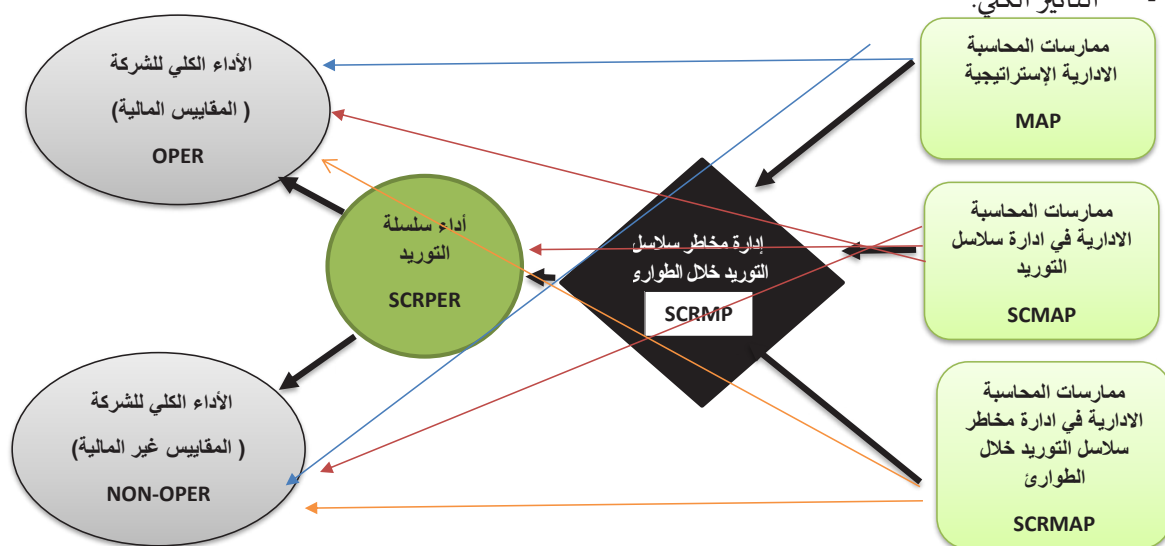 - التأثير الكلي:
ممارسات المحاسبة
الادارية الإستراتيجية
MAP
ممارسات المحاسبة
الادارية في ادارة سلاسل
التوريد
SCMAP
ممارسات المحاسبة
الادارية في ادارة مخاطر
سلاسل التوريد خلال
الطوارئ
SCRMAP
إدارة مخاطر سلاسل
التوريد خلال الطوارئ
SCRMP
أداء سلسلة
التوريد
SCRPER
الأداء الكلي للشركة
( المقاييس المالية)
OPER
الأداء الكلي للشركة
( المقاييس غير المالية)
NON-OPER